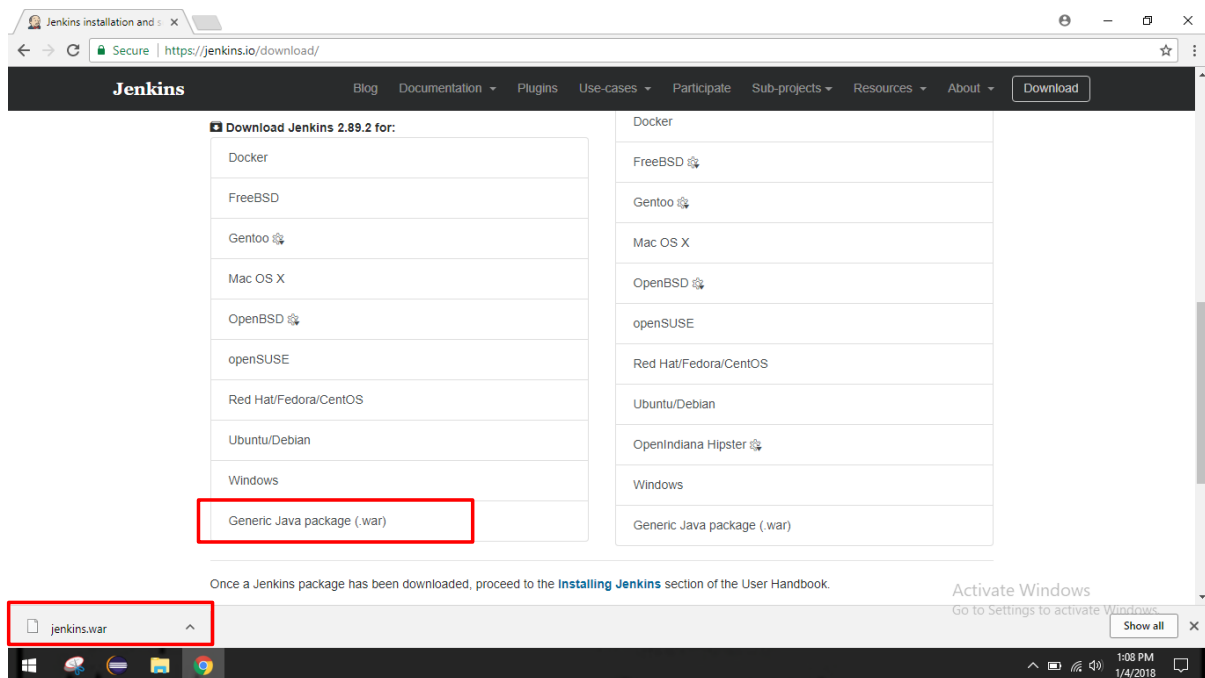 Jenkins installation and s
Secure | https://jenkins.io/download/
Jenkins
Blog Documentation Plugins Use-cases Participate Sub-projects Resources About Download
Download Jenkins 2.89.2 for:
Docker
FreeBSD
Gentoo
Mac OS X
OpenBSD
openSUSE
Red Hat/Fedora/CentOS
Ubuntu/Debian
Windows
Generic Java package (.war)
Docker
FreeBSD
Gentoo
Mac OS X
OpenBSD
openSUSE
Red Hat/Fedora/CentOS
Ubuntu/Debian
OpenIndiana Hipster
Windows
Generic Java package (.war)
Once a Jenkins package has been downloaded, proceed to the Installing Jenkins section of the User Handbook.
Activate Windows
Go to Settings to activate Windows.
jenkins.war
Show all
1:08 PM
1/4/2018